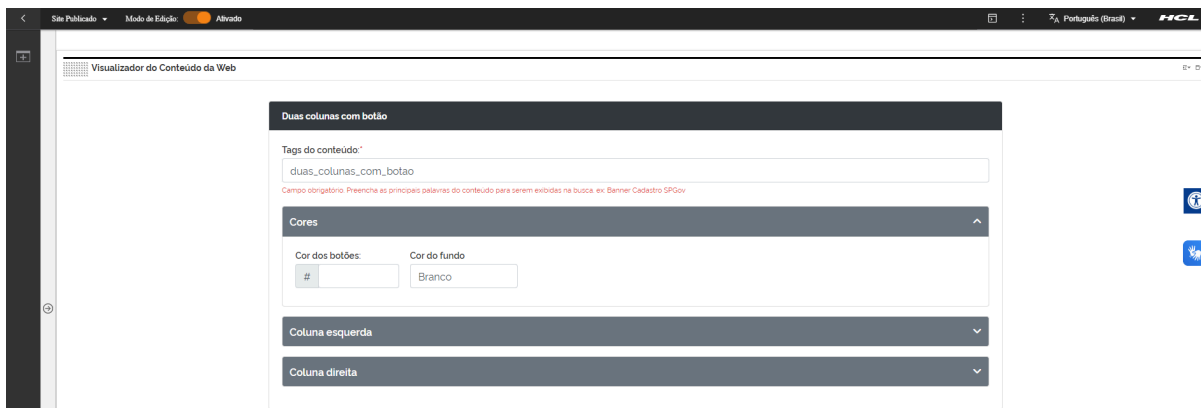 Site Publicado Modo de Edição: Ativado Português (Brasil) HCL
Visualizador do Conteúdo da Web
Duas colunas com botão
Tags do conteúdo:*
duas_colunas_com_botao
Campo obrigatório. Preencha as principais palavras do conteúdo para serem exibidas na busca. ex: Banner Cadastro SPGov
Cores
Cor dos botões: Cor do fundo
# Branco
Coluna esquerda
Coluna direita